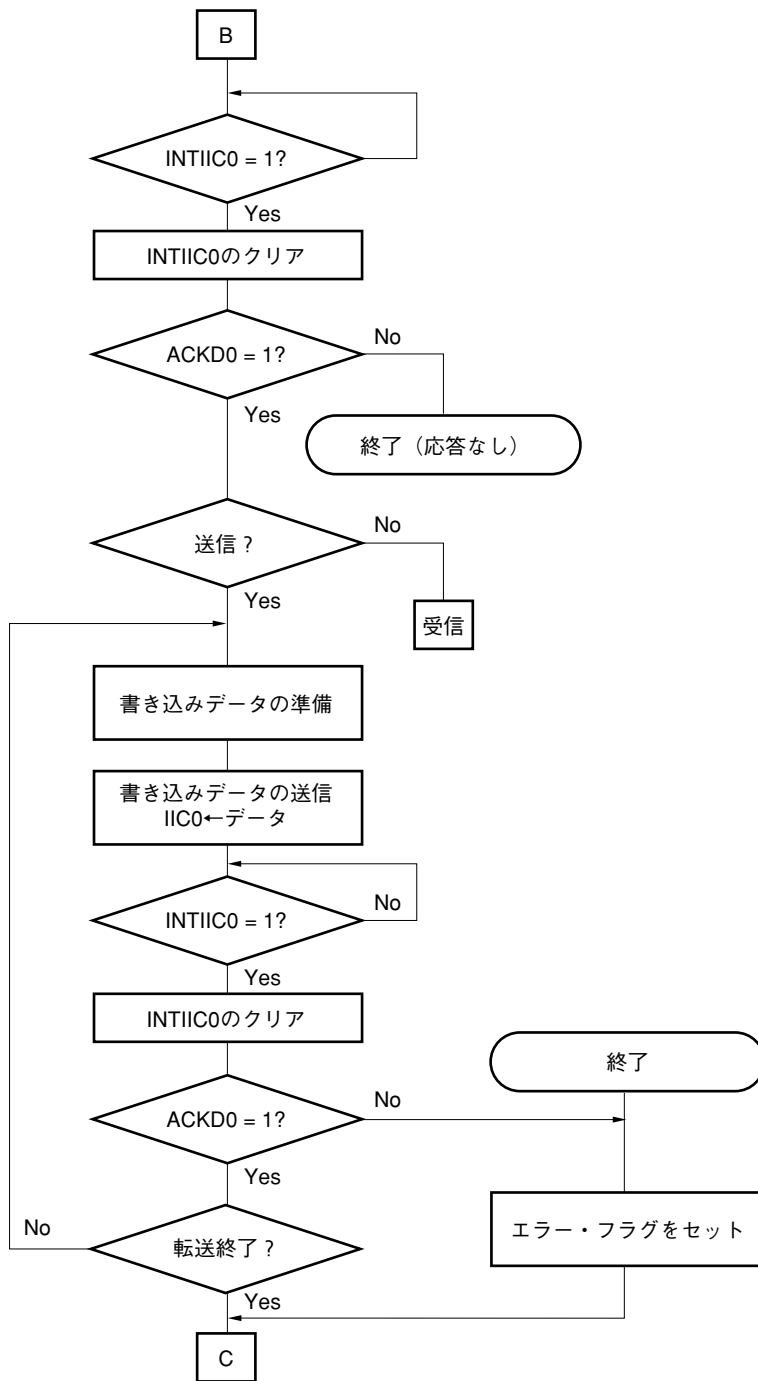 B
INTIIC0 = 1?
Yes
INTIIC0のクリア
ACKD0 = 1?
No
Yes
終了（応答なし）
送信？
No
Yes
受信
書き込みデータの準備
書き込みデータの送信
IIC0←データ
INTIIC0 = 1?
No
Yes
INTIIC0のクリア
終了
ACKD0 = 1?
No
Yes
エラー・フラグをセット
転送終了？
No
Yes
C